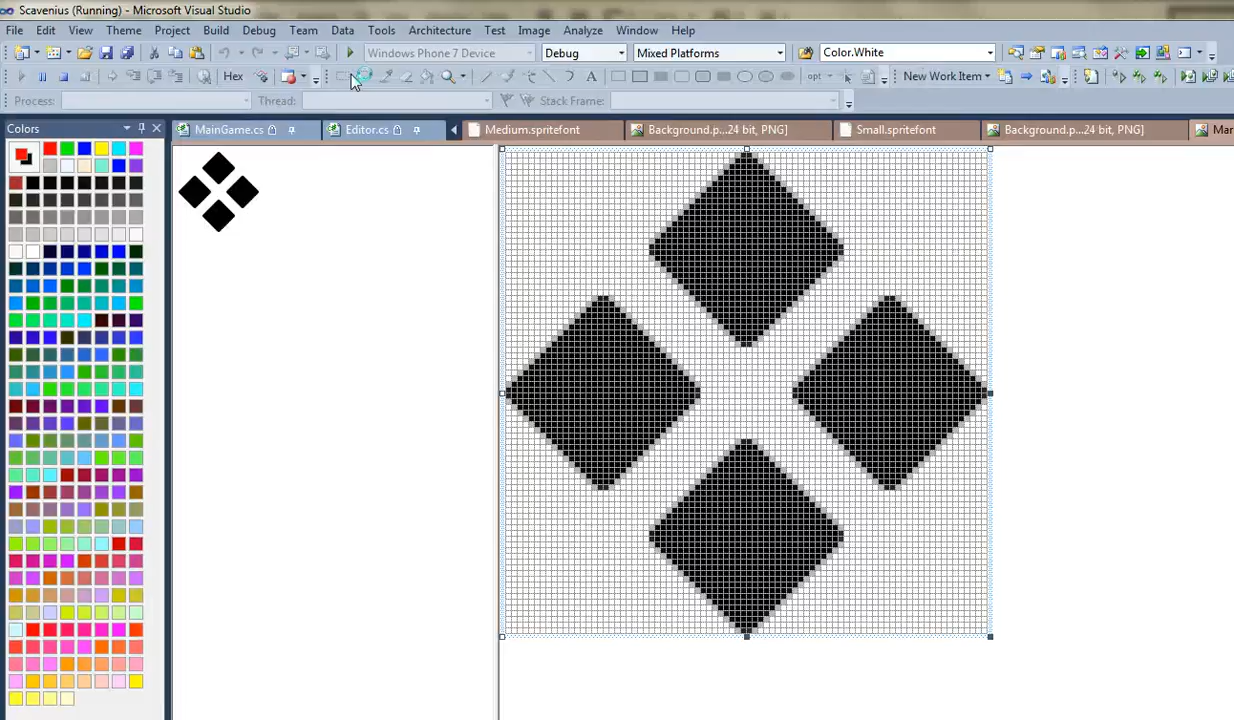 Scavenius (Running) - Microsoft Visual Studio
File Edit View Theme Project Build Debug Team Data Tools Architecture Test Image Analyze Window Help
Windows Phone 7 Device Debug Mixed Platforms Color.White
Hex A opt New Work Item
Process: Thread: Stack Frame:
Colors MainGame.cs Editor.cs Medium.spritefont Background.p...24 bit, PNG] Small.spritefont Background.p...24 bit, PNG] Mar